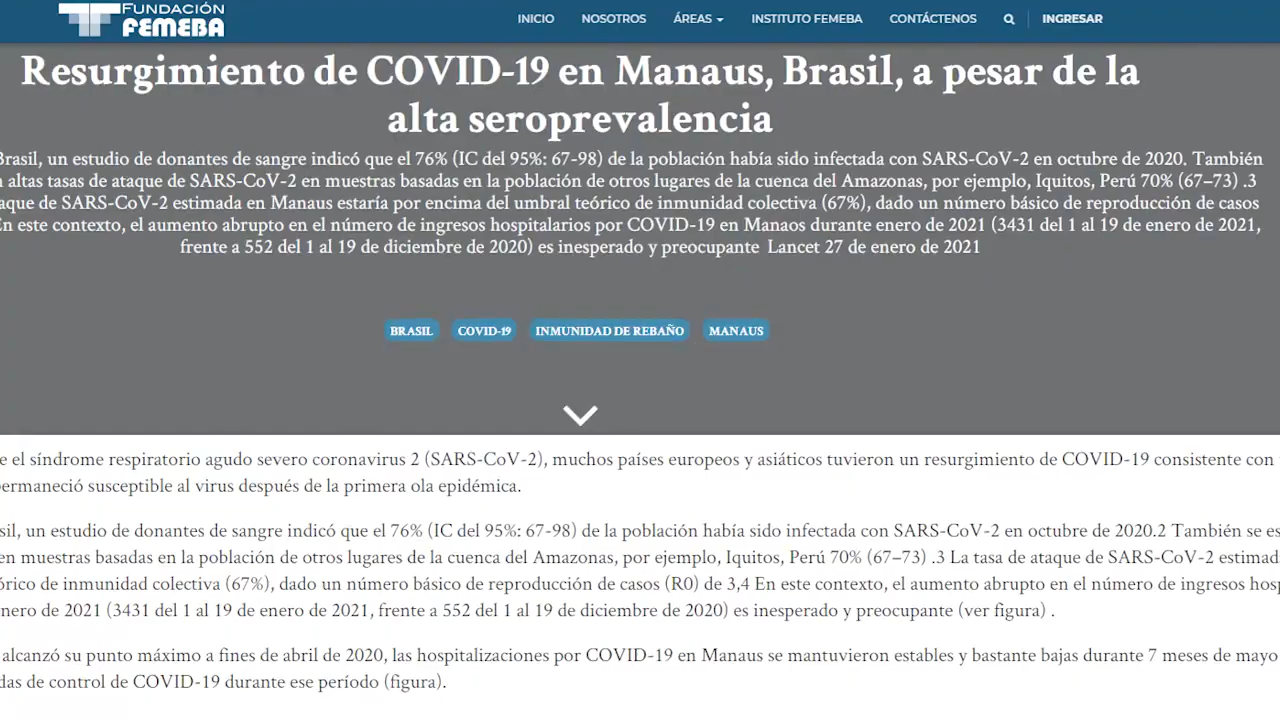 FUNDACIÓN
FEMEBA
INICIO NOSOTROS ÁREAS INSTITUTO FEMEBA CONTÁCTENOS INGRESAR
Resurgimiento de COVID-19 en Manaus, Brasil, a pesar de la
alta seroprevalencia
Brasil, un estudio de donantes de sangre indicó que el 76% (IC del 95%: 67-98) de la población había sido infectada con SARS-CoV-2 en octubre de 2020. También
altas tasas de ataque de SARS-CoV-2 en muestras basadas en la población de otros lugares de la cuenca del Amazonas, por ejemplo, Iquitos, Perú 70% (67–73) .3
de SARS-CoV-2 estimada en Manaus estaría por encima del umbral teórico de inmunidad colectiva (67%), dado un número básico de reproducción de casos
En este contexto, el aumento abrupto en el número de ingresos hospitalarios por COVID-19 en Manaos durante enero de 2021 (3431 del 1 al 19 de enero de 2021,
frente a 552 del 1 al 19 de diciembre de 2020) es inesperado y preocupante Lancet 27 de enero de 2021
BRASIL COVID-19 INMUNIDAD DE REBAÑO MANAUS
e el síndrome respiratorio agudo severo coronavirus 2 (SARS-CoV-2), muchos países europeos y asiáticos tuvieron un resurgimiento de COVID-19 consistente con
permaneció susceptible al virus después de la primera ola epidémica.
sil, un estudio de donantes de sangre indicó que el 76% (IC del 95%: 67-98) de la población había sido infectada con SARS-CoV-2 en octubre de 2020.2 También se es
en muestras basadas en la población de otros lugares de la cuenca del Amazonas, por ejemplo, Iquitos, Perú 70% (67–73) .3 La tasa de ataque de SARS-CoV-2 estimad
órico de inmunidad colectiva (67%), dado un número básico de reproducción de casos (R0) de 3,4 En este contexto, el aumento abrupto en el número de ingresos hosp
enero de 2021 (3431 del 1 al 19 de enero de 2021, frente a 552 del 1 al 19 de diciembre de 2020) es inesperado y preocupante (ver figura) .
alcanzó su punto máximo a fines de abril de 2020, las hospitalizaciones por COVID-19 en Manaus se mantuvieron estables y bastante bajas durante 7 meses de mayo
das de control de COVID-19 durante ese período (figura).